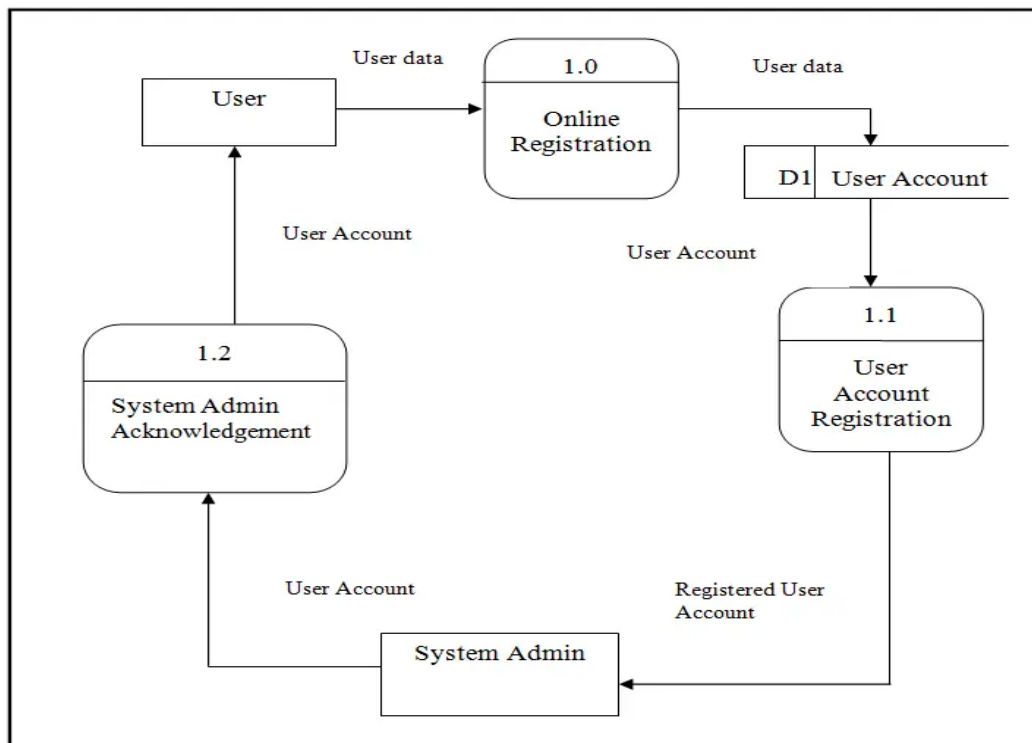 User data
1.0
User data
User
Online
Registration
D1 User Account
User Account
User Account
1.1
User
Account
Registration
1.2
System Admin
Acknowledgement
User Account
Registered User
Account
System Admin